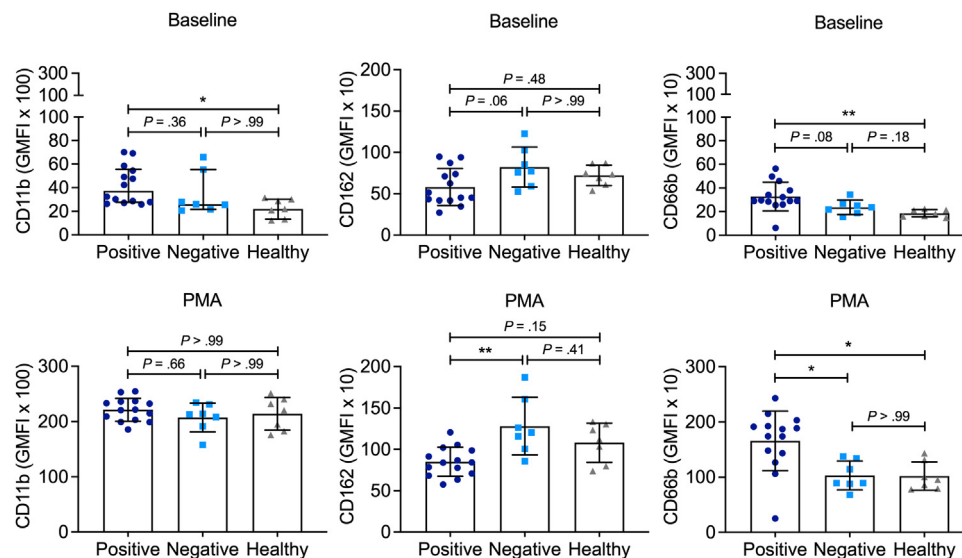 Baseline
CD11b (GMFI x 100)
300
200
100
100
80
60
40
20
0
*
P = .36
P > .99
Positive Negative Healthy
Baseline
CD162 (GMFI x 10)
200
150
100
50
0
P = .48
P = .06
P > .99
Positive Negative Healthy
Baseline
CD66b (GMFI x 10)
300
200
100
100
80
60
40
20
0
**
P = .08
P = .18
Positive Negative Healthy
PMA
CD11b (GMFI x 100)
300
200
100
0
P > .99
P = .66
P > .99
Positive Negative Healthy
PMA
CD162 (GMFI x 10)
200
150
100
50
0
P = .15
**
P = .41
Positive Negative Healthy
PMA
CD66b (GMFI x 10)
300
200
100
0
*
*
P > .99
Positive Negative Healthy